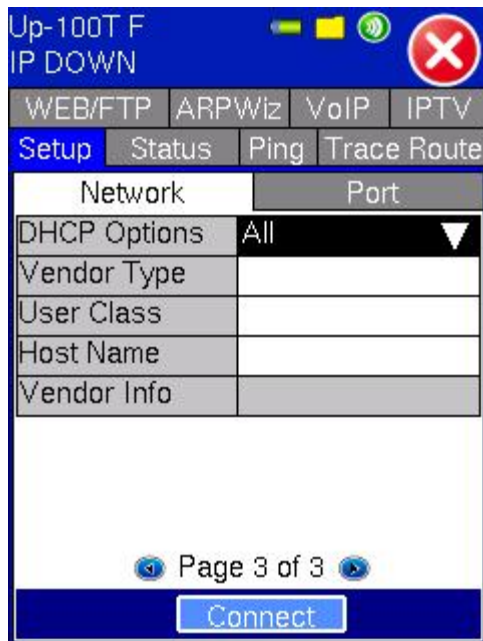 Up-100T F
IP DOWN
WEB/FTP ARPWiz VoIP IPTV
Setup Status Ping Trace Route
Network Port
DHCP Options All
Vendor Type
User Class
Host Name
Vendor Info
Page 3 of 3
Connect